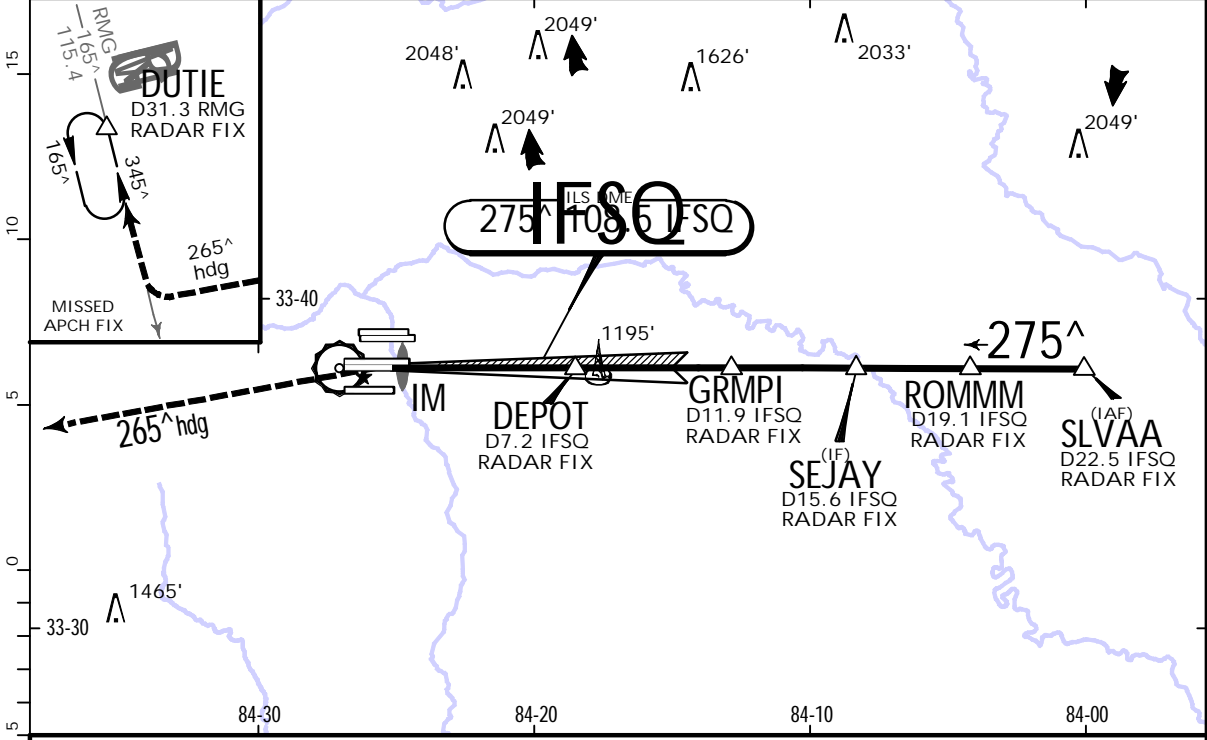 RMG
165^
115.4
DUTIE
D31.3 RMG
RADAR FIX
165^
345^
265^
hdg
MISSED
APCH FIX
15
10
5
0
5
2048'
2049'
2049'
1626'
2033'
2049'
IFSQ
ILS DME
275^ 108.5 IFSQ
33-40
1195'
275^
IM
265^ hdg
DEPOT
D7.2 IFSQ
RADAR FIX
GRMPI
D11.9 IFSQ
RADAR FIX
(IF)
SEJAY
D15.6 IFSQ
RADAR FIX
ROMMM
D19.1 IFSQ
RADAR FIX
(IAF)
SLVAA
D22.5 IFSQ
RADAR FIX
1465'
33-30
84-30
84-20
84-10
84-00